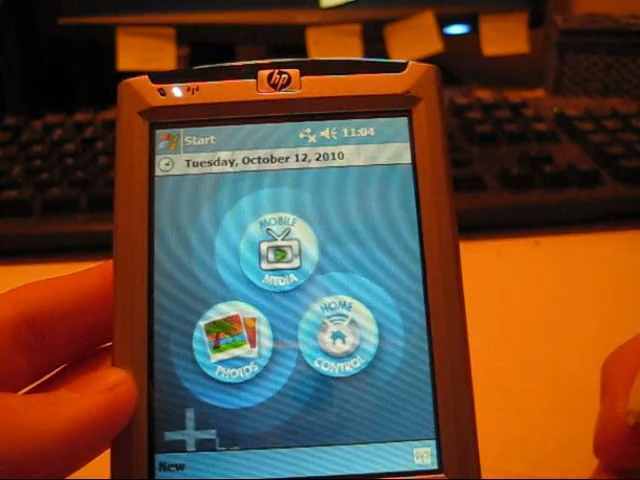 hp
Start 11:04
Tuesday, October 12, 2010
MOBILE
MEDIA
PHOTOS
HOME
CONTROL
New